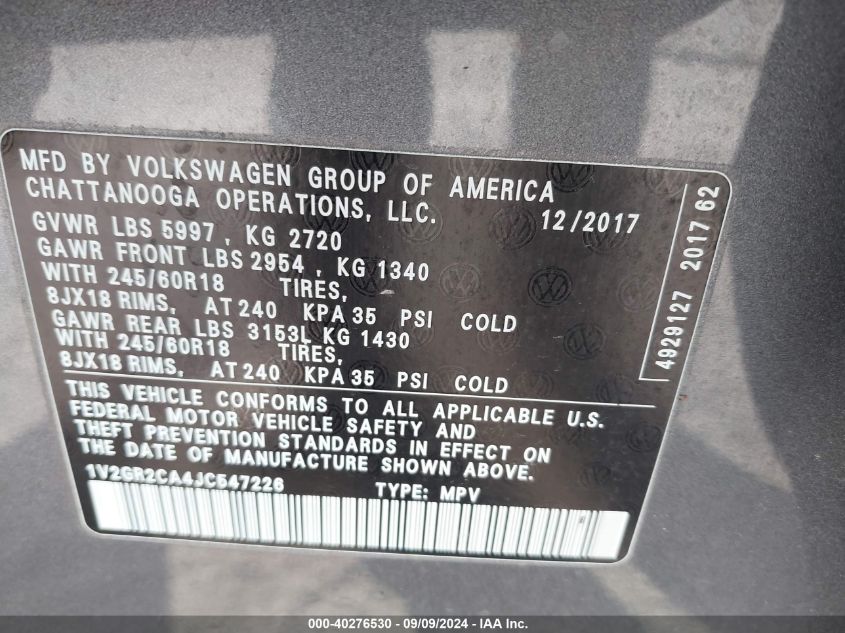 MFD BY VOLKSWAGEN GROUP OF AMERICA
CHATTANOOGA OPERATIONS, LLC. 12/2017
GVWR LBS 5997, KG 2720
GAWR FRONT LBS 2954, KG 1340
WITH 245/60R18 TIRES,
8JX18 RIMS, AT 240 KPA 35 PSI COLD
GAWR REAR LBS 3153L KG 1430
WITH 245/60R18 TIRES,
8JX18 RIMS, AT 240 KPA 35 PSI COLD
THIS VEHICLE CONFORMS TO ALL APPLICABLE U.S.
FEDERAL MOTOR VEHICLE SAFETY AND
THEFT PREVENTION STANDARDS IN EFFECT ON
THE DATE OF MANUFACTURE SHOWN ABOVE.
1V2GR2CA4JC547226 TYPE: MPV
4929127 2017 62
000-40276530 - 09/09/2024 - IAA Inc.